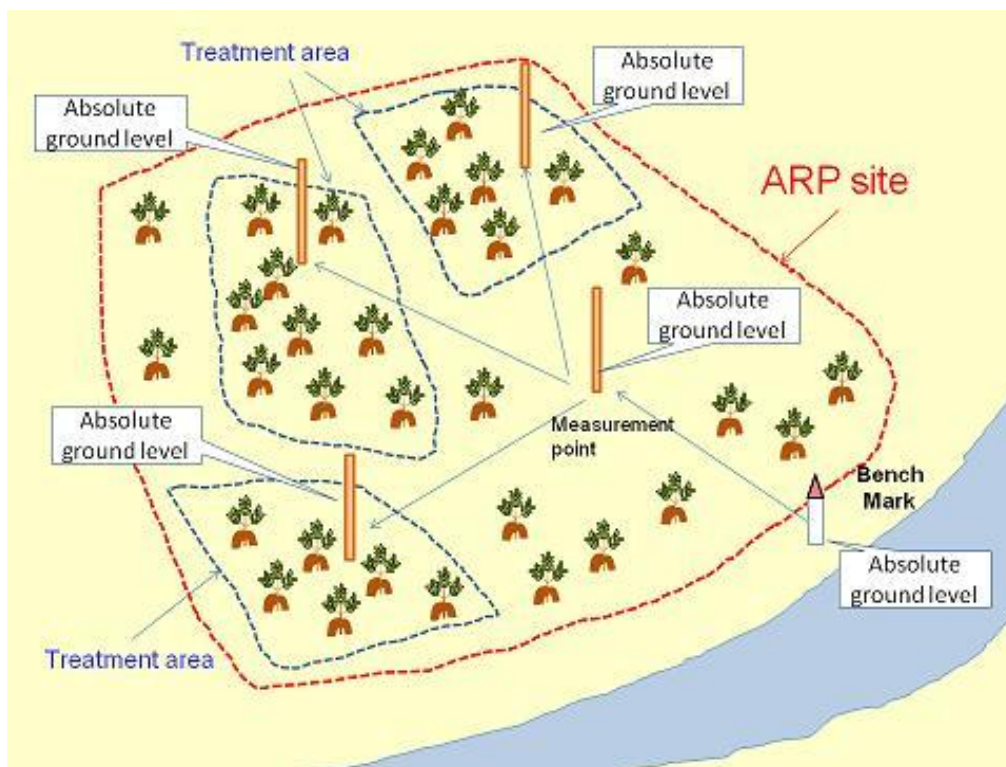 Treatment area
Absolute
ground level
Absolute
ground level
ARP site
Absolute
ground level
Absolute
ground level
Measurement
point
Bench
Mark
Absolute
ground level
Treatment area